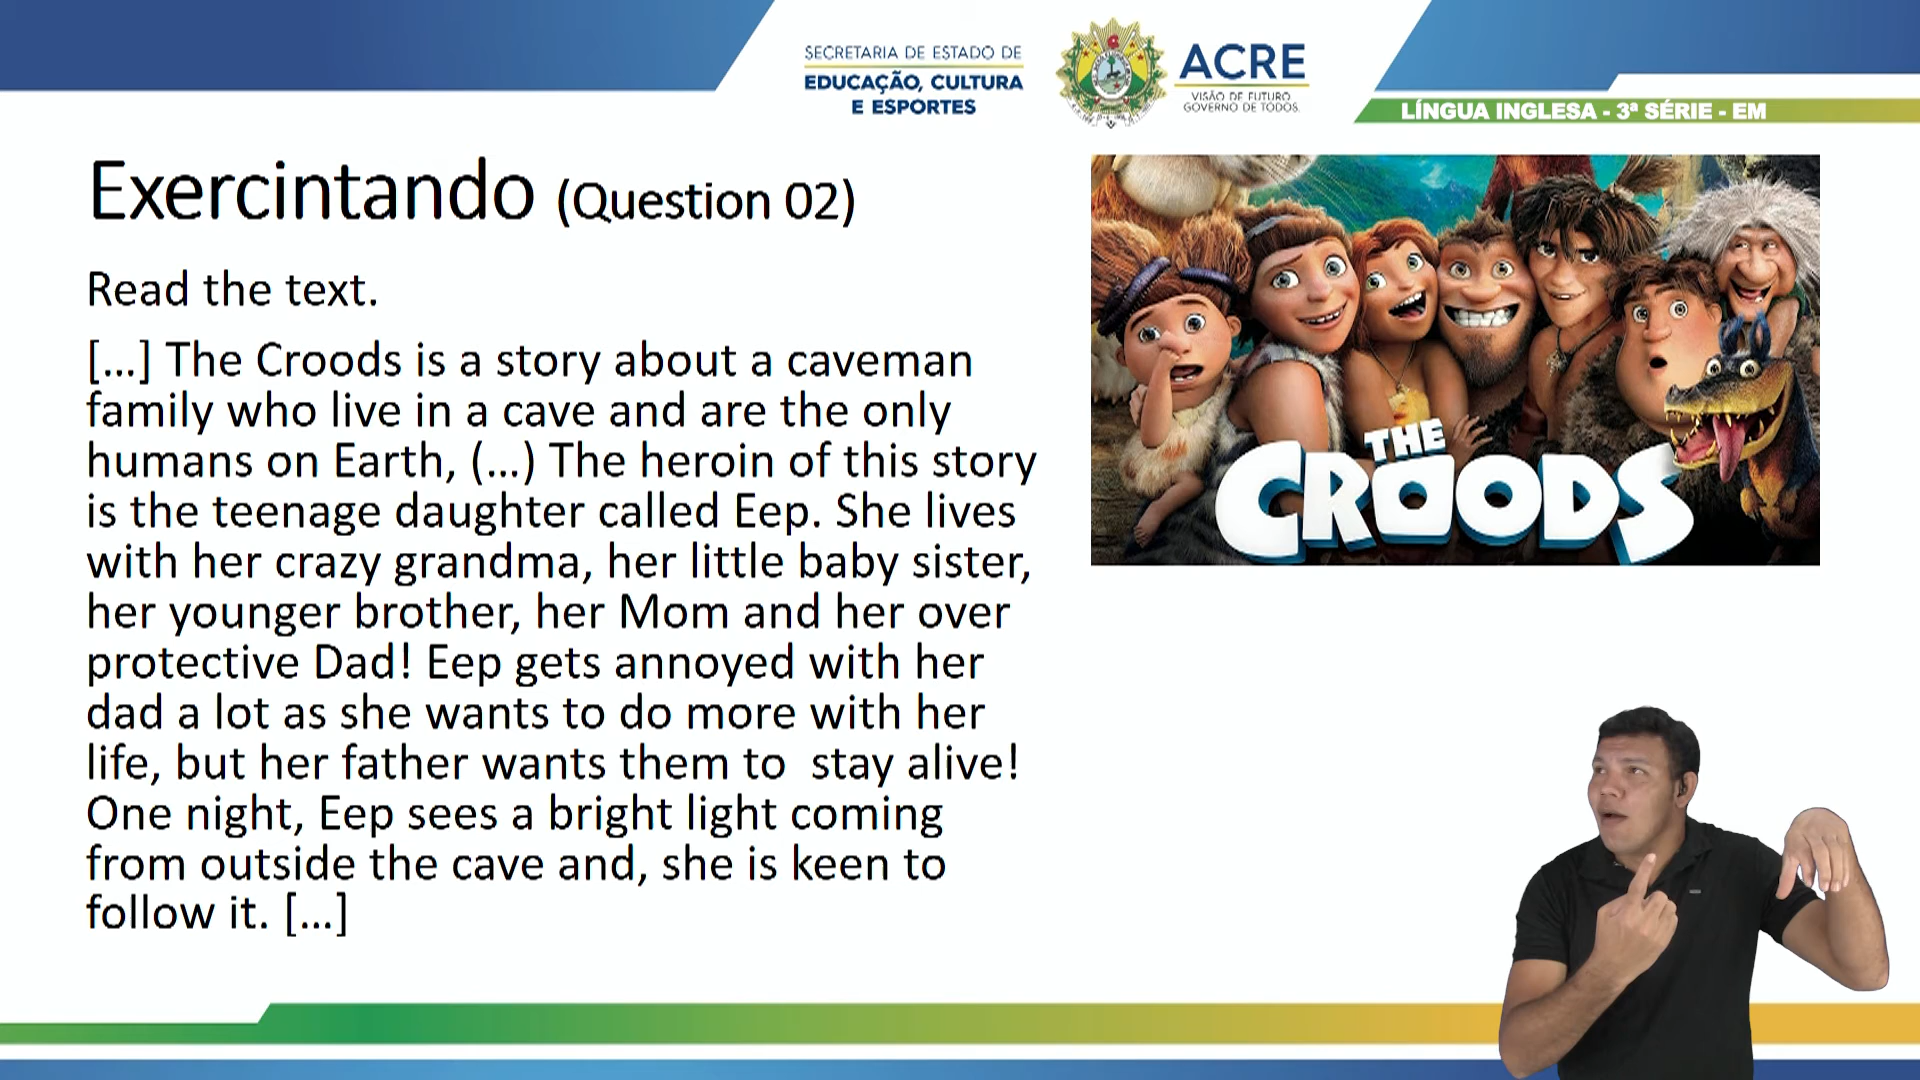 SECRETARIA DE ESTADO DE
EDUCAÇÃO, CULTURA
E ESPORTES
ACRE
VISÃO DE FUTURO
GOVERNO DE TODOS.
LÍNGUA INGLESA - 3ª SÉRIE - EM
Exercintando (Question 02)
Read the text.
[...] The Croods is a story about a caveman
family who live in a cave and are the only
humans on Earth, (...) The heroin of this story
is the teenage daughter called Eep. She lives
with her crazy grandma, her little baby sister,
her younger brother, her Mom and her over
protective Dad! Eep gets annoyed with her
dad a lot as she wants to do more with her
life, but her father wants them to  stay alive!
One night, Eep sees a bright light coming
from outside the cave and, she is keen to
follow it. [...]
THE
CROODS